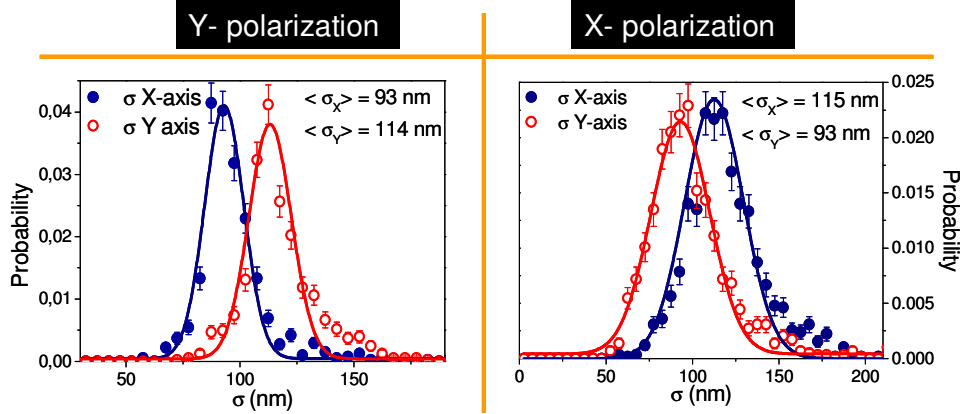 Y- polarization
X- polarization
σ X-axis
σ Y axis
< σX> = 93 nm
< σY> = 114 nm
Probability
0,04
0,03
0,02
0,01
0,00
50
100
150
σ (nm)
σ X-axis
σ Y-axis
< σX> = 115 nm
< σY> = 93 nm
0.025
0.020
0.015
0.010
0.005
0.000
Probability
0
50
100
150
200
σ (nm)